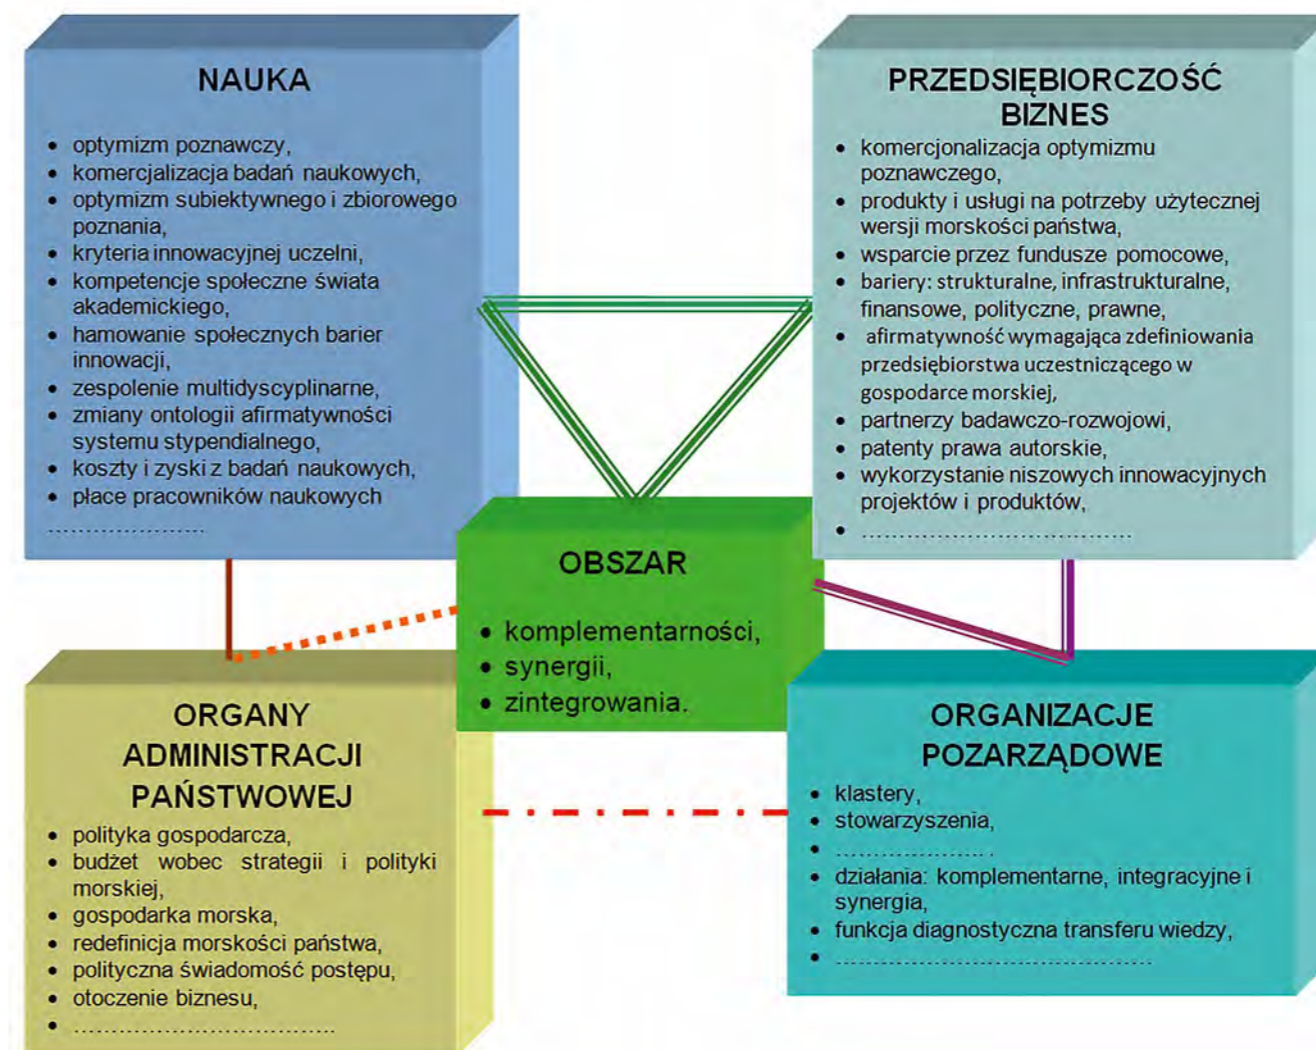 NAUKA
• optymizm poznawczy,
• komercjalizacja badań naukowych,
• optymizm subiektywnego i zbiorowego
poznania,
• kryteria innowacyjnej uczelni,
• kompetencje społeczne świata
akademickiego,
• hamowanie społecznych barier
innowacji,
• zespolenie multidyscyplinarne,
• zmiany ontologii afirmatywności
systemu stypendialnego,
• koszty i zyski z badań naukowych,
• płace pracowników naukowych
…………………
PRZEDSIĘBIORCZOŚĆ
BIZNES
• komercjonalizacja optymizmu
poznawczego,
• produkty i usługi na potrzeby użytecznej
wersji morskości państwa,
• wsparcie przez fundusze pomocowe,
• bariery: strukturalne, infrastrukturalne,
finansowe, polityczne, prawne,
• afirmatywność wymagająca zdefiniowania
przedsiębiorstwa uczestniczącego w
gospodarce morskiej,
• partnerzy badawczo-rozwojowi,
• patenty prawa autorskie,
• wykorzystanie niszowych innowacyjnych
projektów i produktów,
• ………………………………
OBSZAR
• komplementarności,
• synergii,
• zintegrowania.
ORGANY
ADMINISTRACJI
PAŃSTWOWEJ
• polityka gospodarcza,
• budżet wobec strategii i polityki
morskiej,
• gospodarka morska,
• redefinicja morskości państwa,
• polityczna świadomość postępu,
• otoczenie biznesu,
• ……………………………..
ORGANIZACJE
POZARZĄDOWE
• klastery,
• stowarzyszenia,
• ……………….. .
• działania: komplementarne, integracyjne i
synergia,
• funkcja diagnostyczna transferu wiedzy,
• ……………………………………